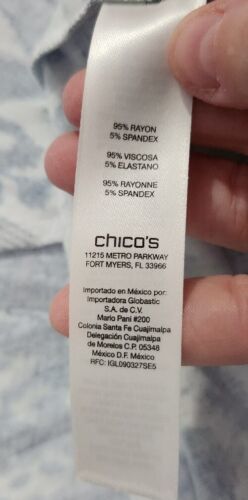 95% RAYON
5% SPANDEX
95% VISCOSA
5% ELASTANO
95% RAYONNE
5% SPANDEX
chico's
11215 METRO PARKWAY
FORT MYERS, FL 33966
Importado en México por:
Importadora Globastic
S.A. de C.V.
Mario Pani #200
Colonia Santa Fe Cuajimalpa
Delegación Cuajimalpa
de Morelos C.P. 05348
México D.F. México
RFC: IGL090327SE5